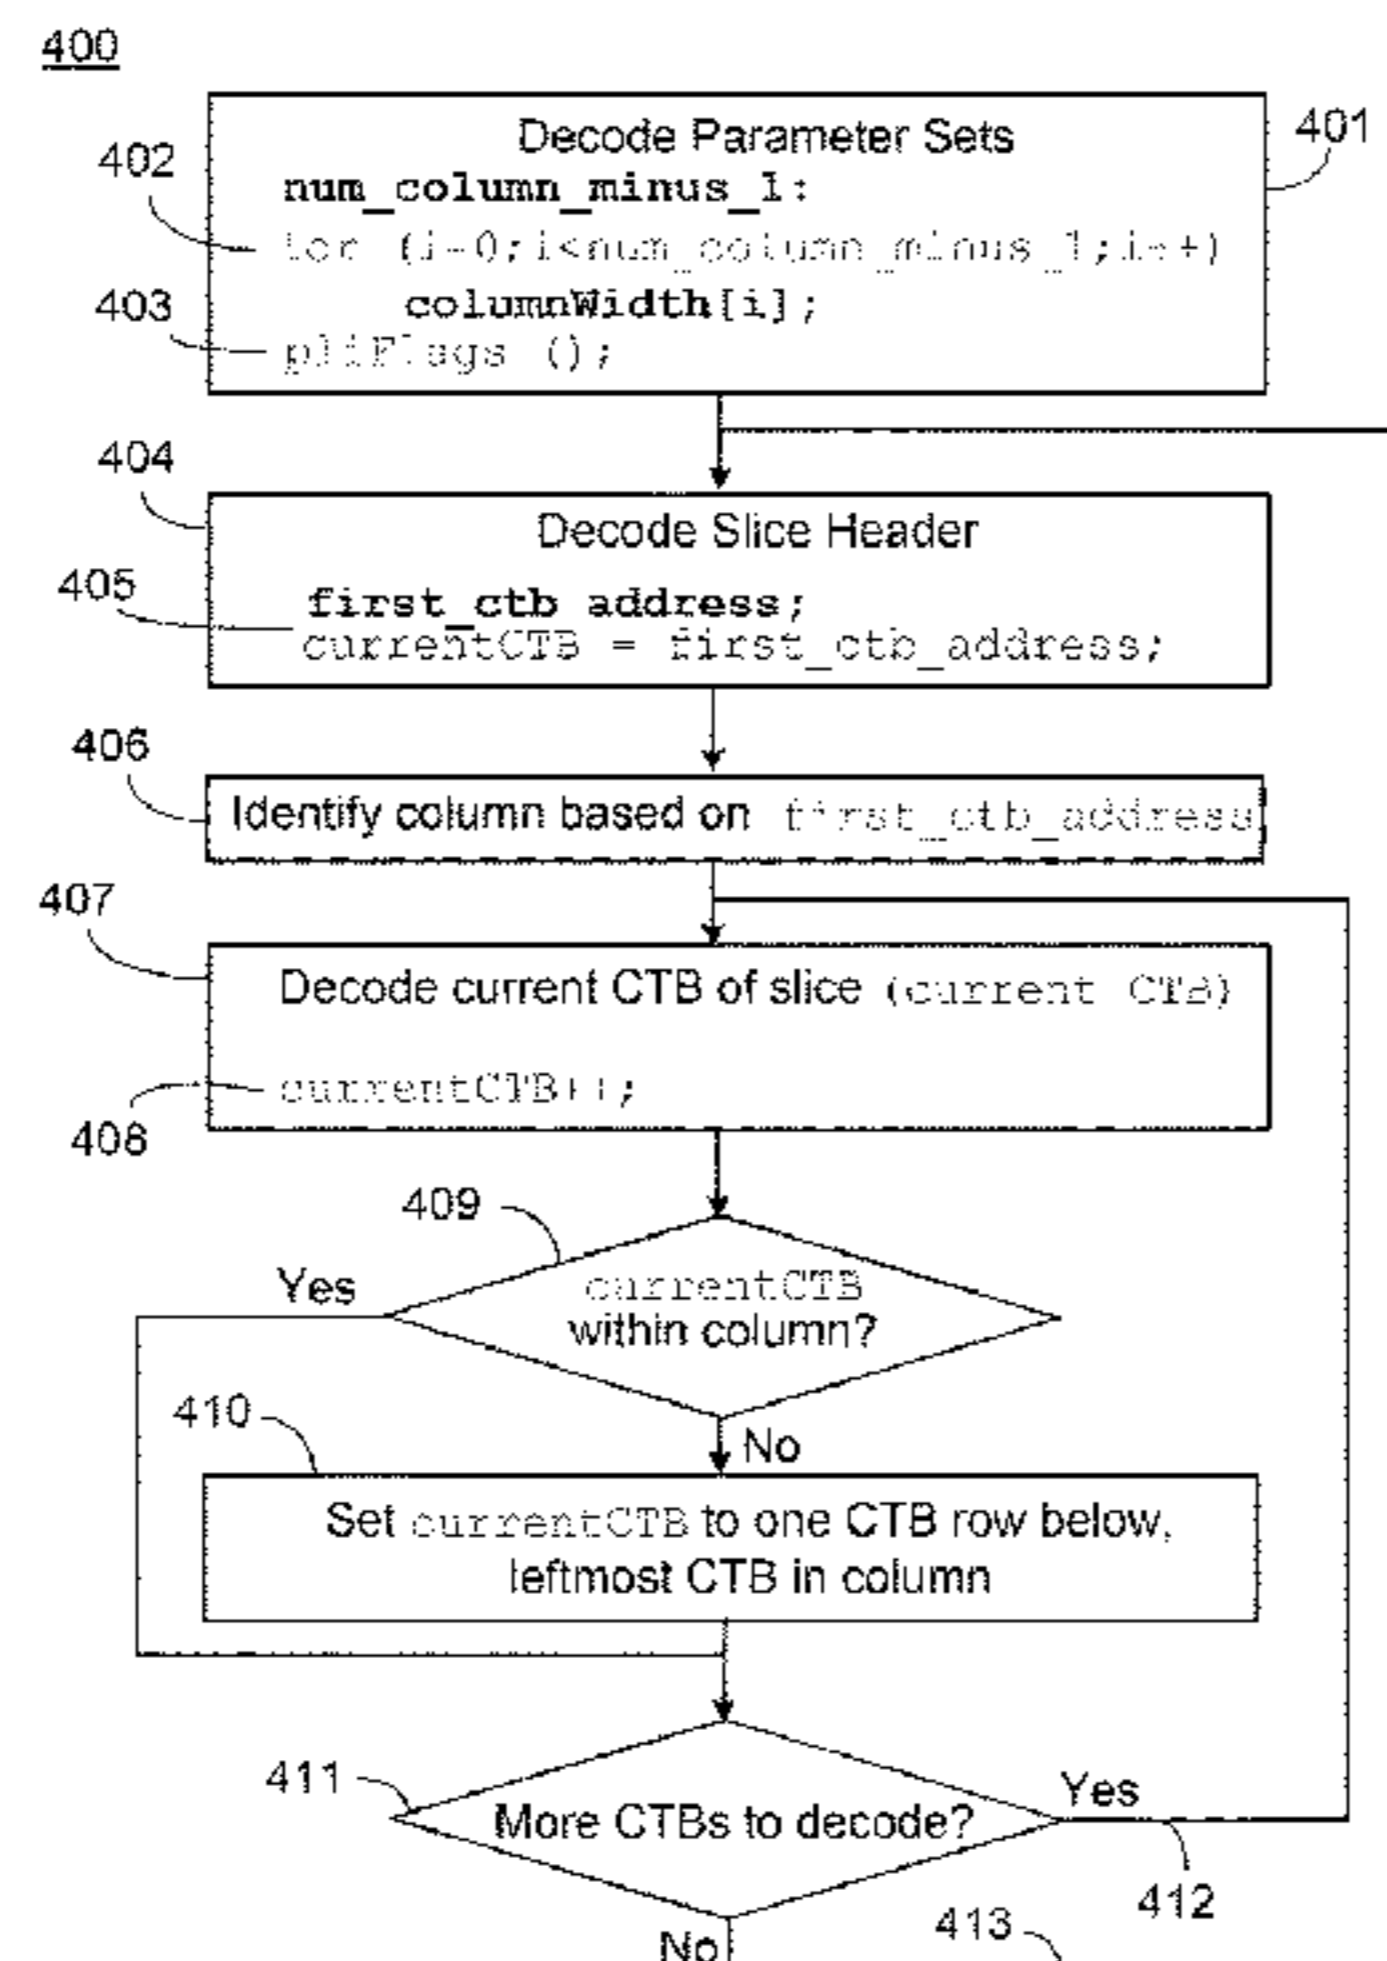 400
Decode Parameter Sets
401
402
num_column_minus_1:
for (i=0;i<num_column_minus_1;i++)
403
columnWidth[i];
();
404
Decode Slice Header
405
first_ctb address;
currentCTB = first_ctb_address;
406
Identify column based on first_ctb_address
407
Decode current CTB of slice (current CTB)
408
currentCTB++;
409
Yes
currentCTB
within column?
410
No
Set currentCTB to one CTB row below,
leftmost CTB in column
411
More CTBs to decode?
Yes
412
413
No